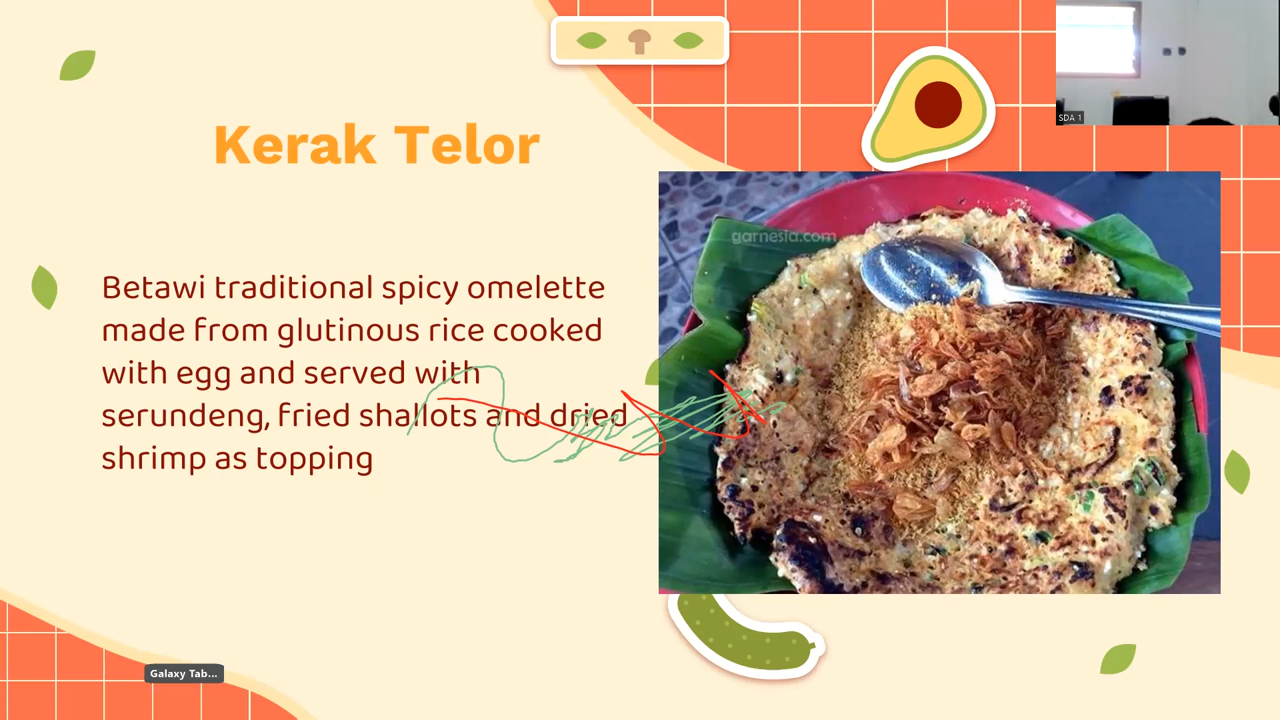 SDA 1
Kerak Telor
garnesia.com
Betawi traditional spicy omelette
made from glutinous rice cooked
with egg and served with
serundeng, fried shallots and dried
shrimp as topping
Galaxy Tab...